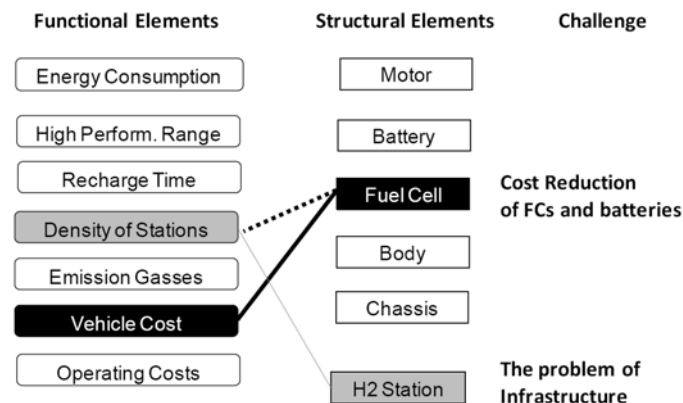 Functional Elements
Structural Elements
Challenge
Energy Consumption
Motor
High Perform. Range
Battery
Recharge Time
Fuel Cell
Cost Reduction
of FCs and batteries
Density of Stations
Body
Emission Gasses
Chassis
Vehicle Cost
Operating Costs
H2 Station
The problem of
Infrastructure